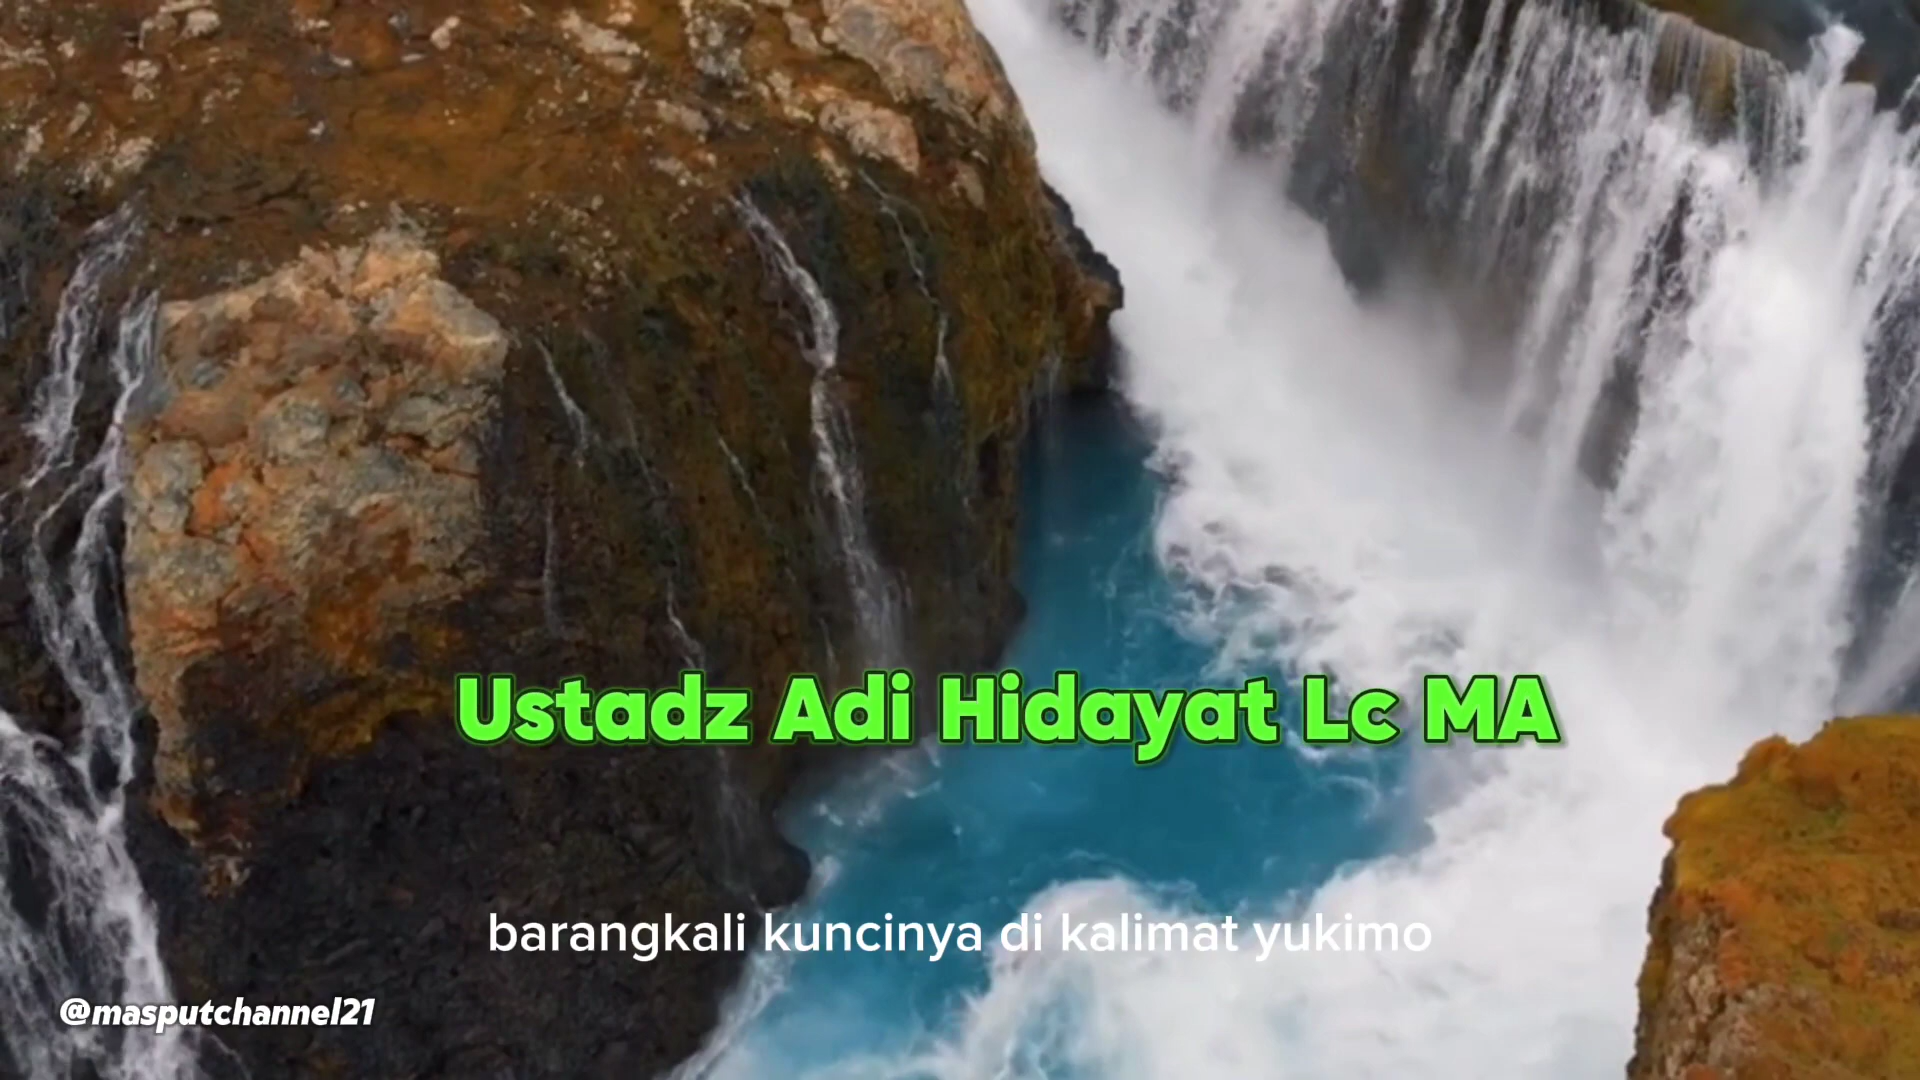 Ustadz Adi Hidayat Lc MA
barangkali kuncinya di kalimat yukimo
@masputchannel21